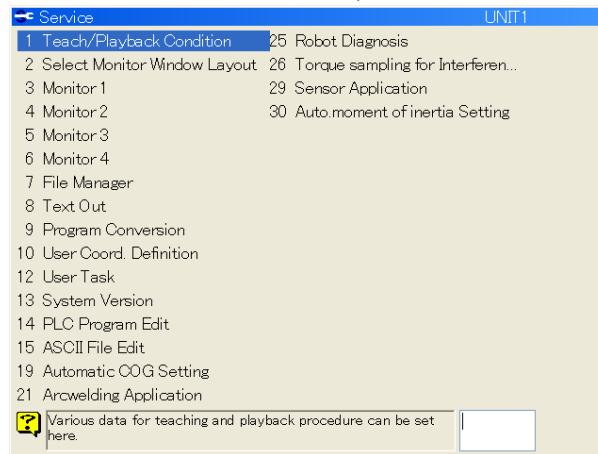 Service UNIT1
1 Teach/Playback Condition
2 Select Monitor Window Layout
3 Monitor 1
4 Monitor 2
5 Monitor 3
6 Monitor 4
7 File Manager
8 Text Out
9 Program Conversion
10 User Coord. Definition
12 User Task
13 System Version
14 PLC Program Edit
15 ASCII File Edit
19 Automatic COG Setting
21 Arcwelding Application
25 Robot Diagnosis
26 Torque sampling for Interferen...
29 Sensor Application
30 Auto.moment of inertia Setting
Various data for teaching and playback procedure can be set
here.